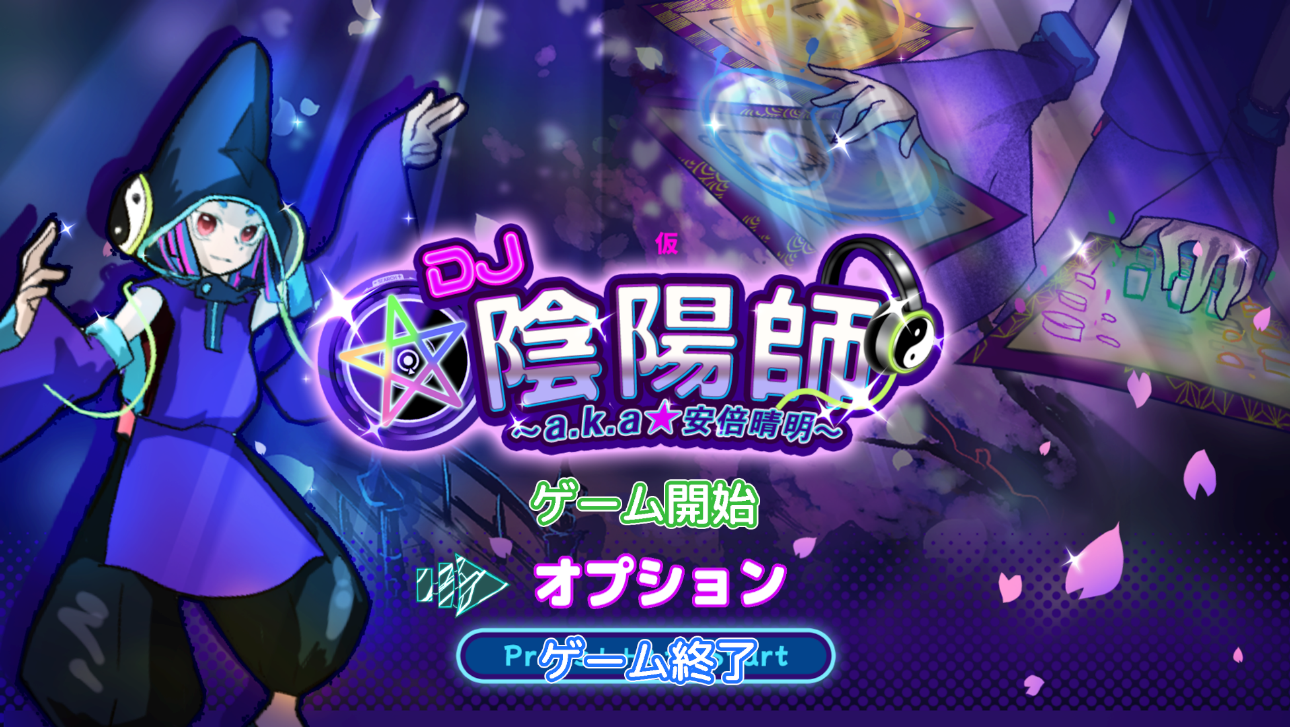 仮
DJ
陰陽師
～a.k.a★安倍晴明～
ゲーム開始
オプション
ゲーム終了